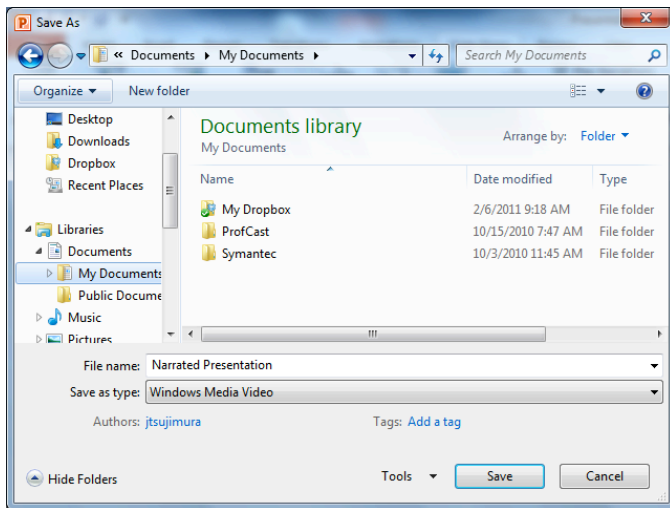 Save As
« Documents My Documents
Search My Documents
Organize New folder
Desktop
Downloads
Dropbox
Recent Places
Libraries
Documents
My Documents
Public Docume
Music
Pictures
Documents library
My Documents
Arrange by: Folder
Name Date modified Type
My Dropbox 2/6/2011 9:18 AM File folder
ProfCast 10/15/2010 7:47 AM File folder
Symantec 10/3/2010 11:45 AM File folder
File name: Narrated Presentation
Save as type: Windows Media Video
Authors: jtsujimura Tags: Add a tag
Hide Folders Tools Save Cancel